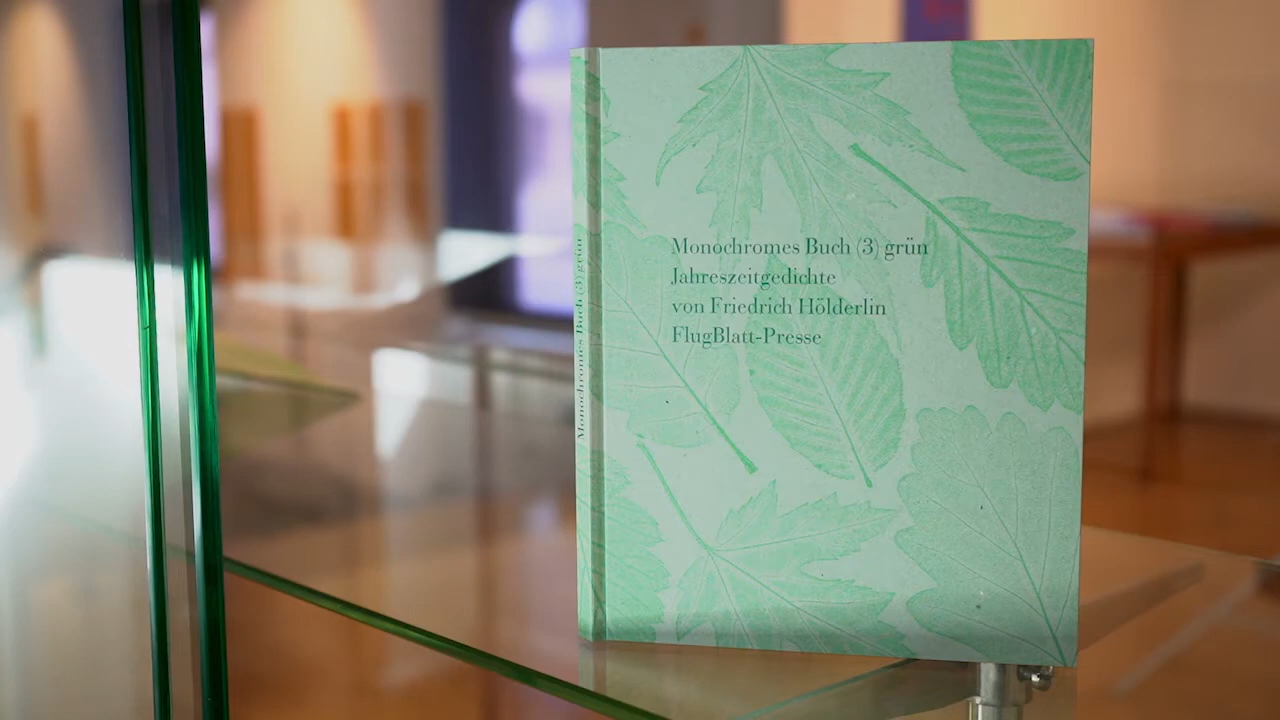 Monochromes Buch (3) grün
Jahreszeitgedichte
von Friedrich Hölderlin
FlugBlatt-Presse
Monochromes Buch (3) grün